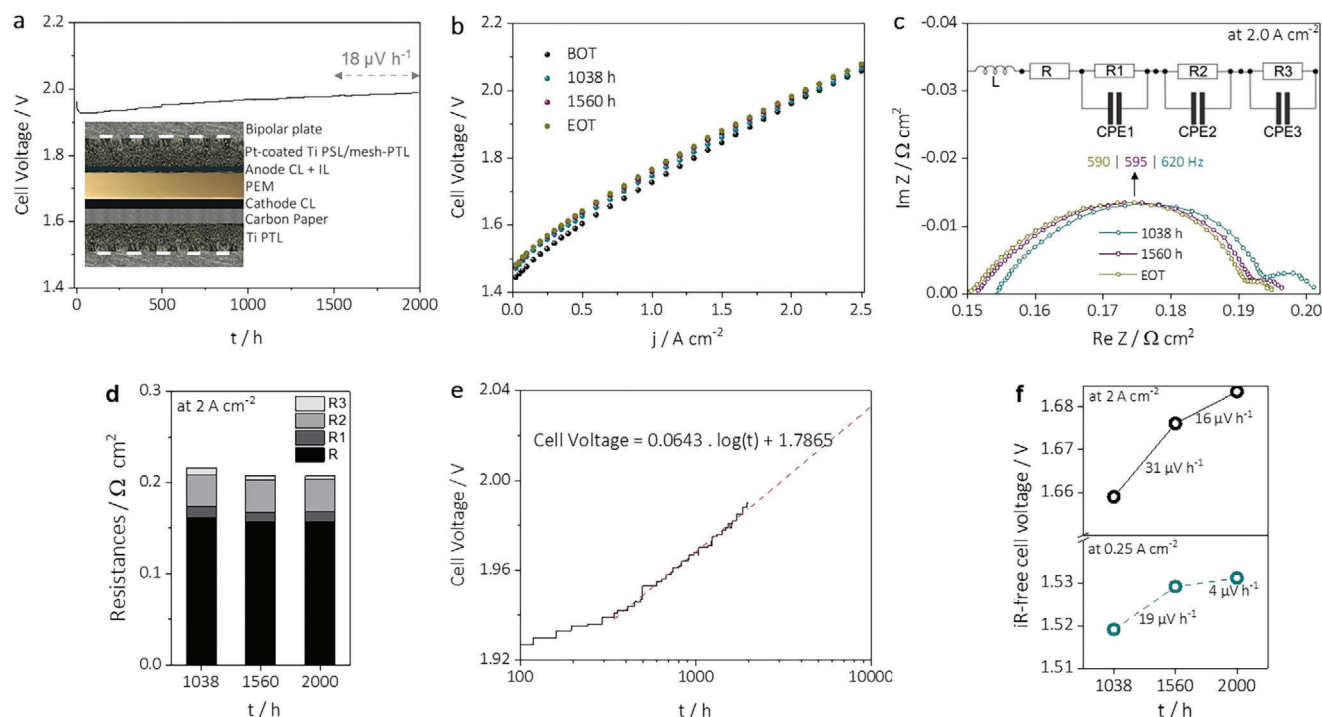 a
2.2
2.0
1.8
1.6
1.4
Cell Voltage / V
18 µV h⁻¹
Bipolar plate
Pt-coated Ti PSL/mesh-PTL
Anode CL + IL
PEM
Cathode CL
Carbon Paper
Ti PTL
0 500 1000 1500 2000
t / h
b
2.2
2.0
1.8
1.6
1.4
Cell Voltage / V
BOT
1038 h
1560 h
EOT
0.0 0.5 1.0 1.5 2.0 2.5
j / A cm⁻²
c
-0.04
-0.03
-0.03
-0.02
-0.01
-0.01
0.00
Im Z / Ω cm²
at 2.0 A cm⁻²
L
R
R1
R2
R3
CPE1
CPE2
CPE3
590 | 595 | 620 Hz
1038 h
1560 h
EOT
0.15 0.16 0.17 0.18 0.19 0.20
Re Z / Ω cm²
d
0.3
0.2
0.1
0.0
Resistances / Ω cm²
at 2 A cm⁻²
R3
R2
R1
R
1038 1560 2000
t / h
e
2.04
2.00
1.96
1.92
Cell Voltage / V
Cell Voltage = 0.0643 . log(t) + 1.7865
100 1000 10000
t / h
f
at 2 A cm⁻²
1.68
1.67
1.66
16 µV h⁻¹
31 µV h⁻¹
iR-free cell voltage / V
at 0.25 A cm⁻²
1.53
1.52
1.51
4 µV h⁻¹
19 µV h⁻¹
1038 1560 2000
t / h